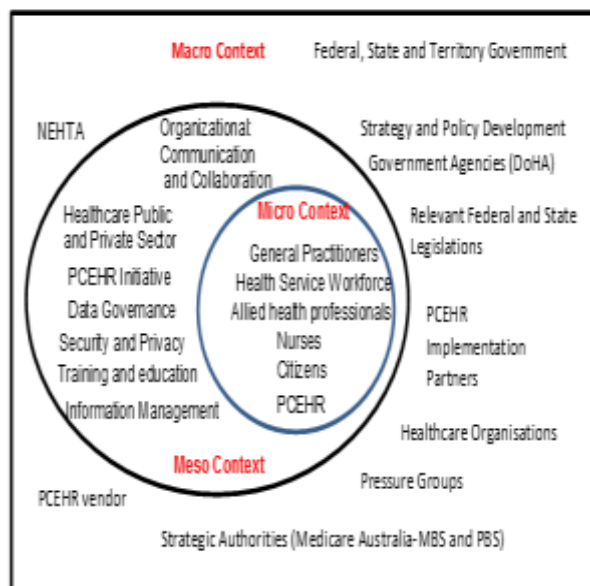 Macro Context
Federal, State and Territory Government
NEHTA
Organizational:
Communication
and Collaboration
Strategy and Policy Development
Government Agencies (DoHA)
Healthcare Public
and Private Sector
PCEHR Initiative
Data Governance
Security and Privacy
Training and education
Information Management
Micro Context
General Practitioners
Health Service Workforce
Allied health professionals
Nurses
Citizens
PCEHR
Relevant Federal and State
Legislations
PCEHR
Implementation
Partners
Healthcare Organisations
Meso Context
Pressure Groups
PCEHR vendor
Strategic Authorities (Medicare Australia-MBS and PBS)